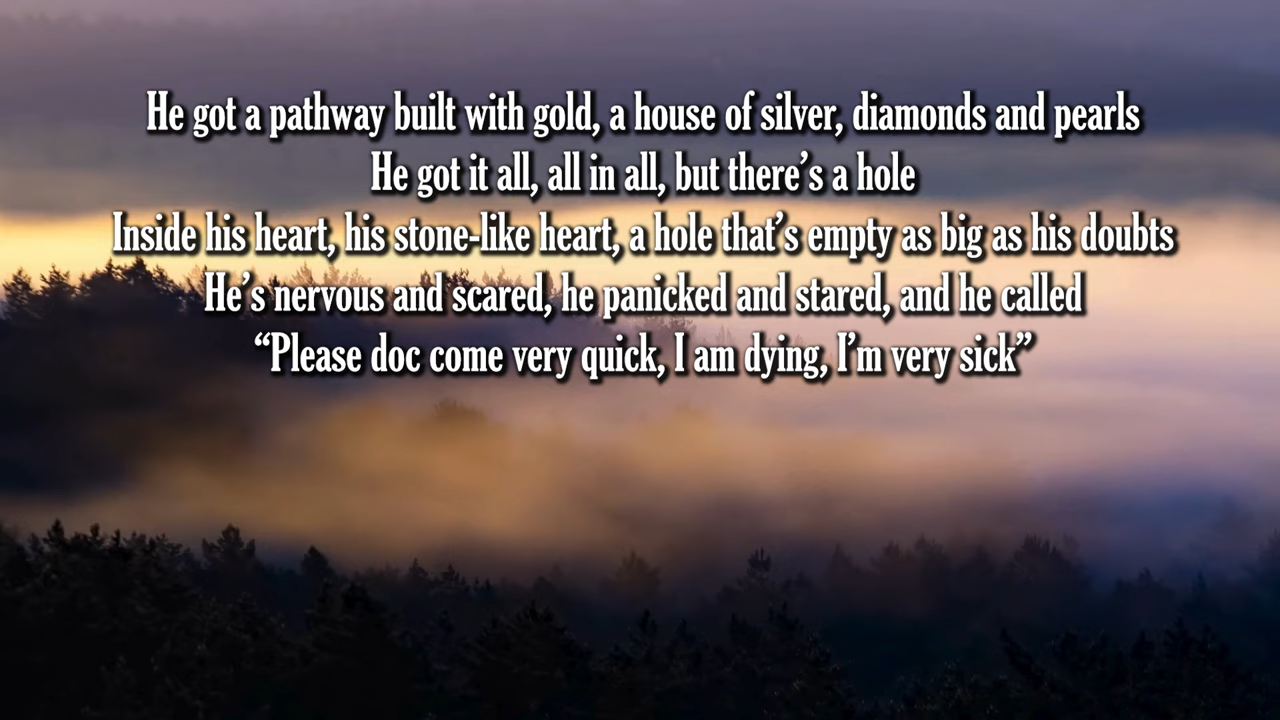 He got a pathway built with gold, a house of silver, diamonds and pearls
He got it all, all in all, but there’s a hole
Inside his heart, his stone-like heart, a hole that’s empty as big as his doubts
He’s nervous and scared, he panicked and stared, and he called
“Please doc come very quick, I am dying, I’m very sick”